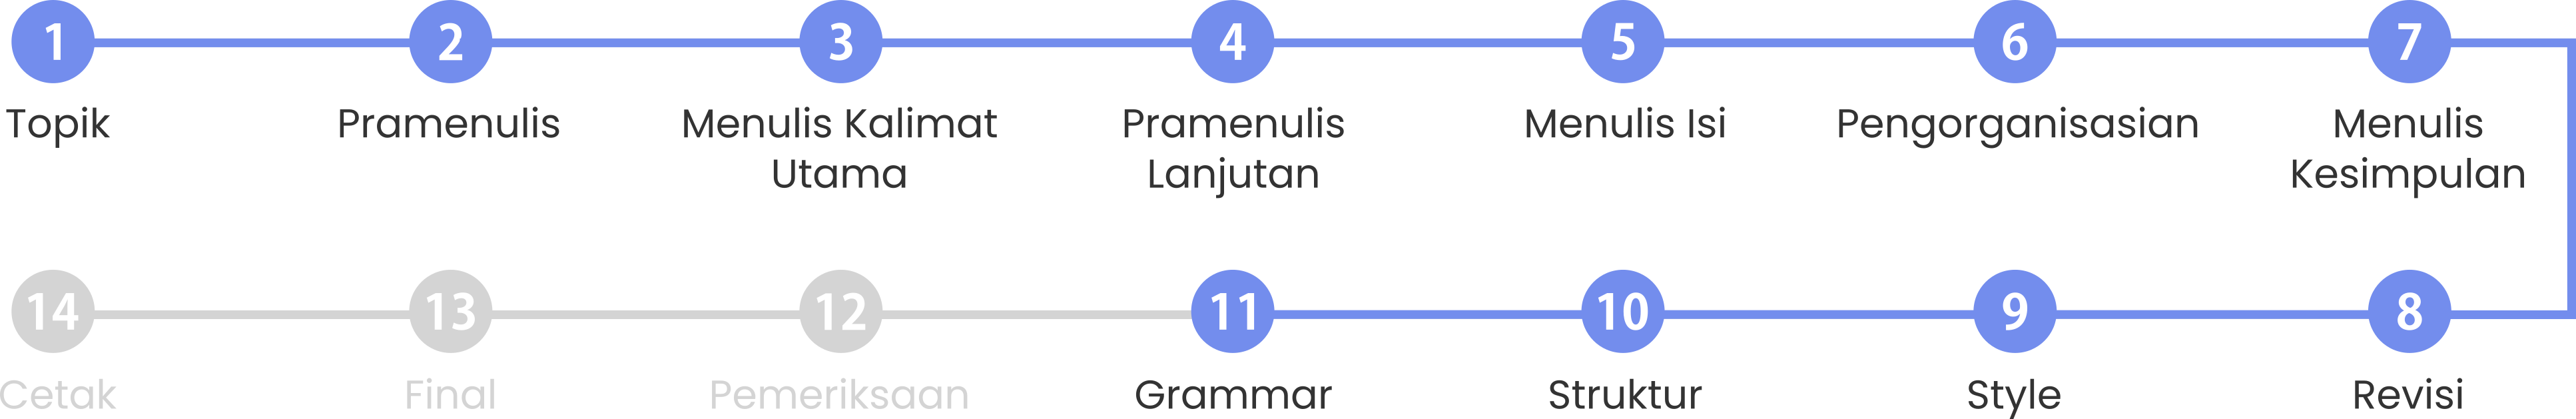 1 2 3 4 5 6 7
Topik Pramenulis Menulis Kalimat Pramenulis Menulis Isi Pengorganisasian Menulis
Utama Lanjutan Kesimpulan
14 13 12 11 10 9 8
Cetak Final Pemeriksaan Grammar Struktur Style Revisi